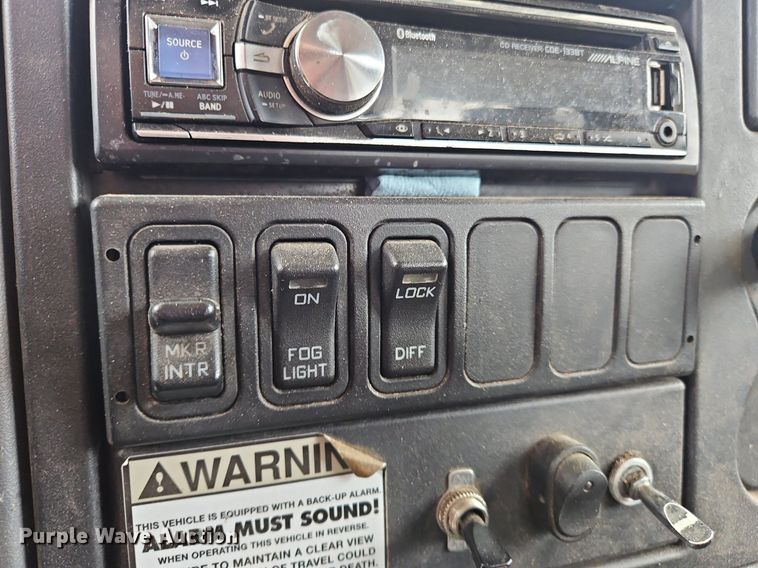 SOURCE
TUNE/A.ME-
ABC SKIP
BAND
AUDIO
SETUP
Bluetooth
CD RECEIVER CDE-133BT
ALPINE
MKR
INTR
ON
FOG
LIGHT
LOCK
DIFF
WARNIN
THIS VEHICLE IS EQUIPPED WITH A BACK-UP ALARM.
ALARM MUST SOUND!
WHEN OPERATING THIS VEHICLE IN REVERSE.
TO MAINTAIN A CLEAR VIEW
OF TRAVEL COULD
DEATH.
Purple Wave Auction